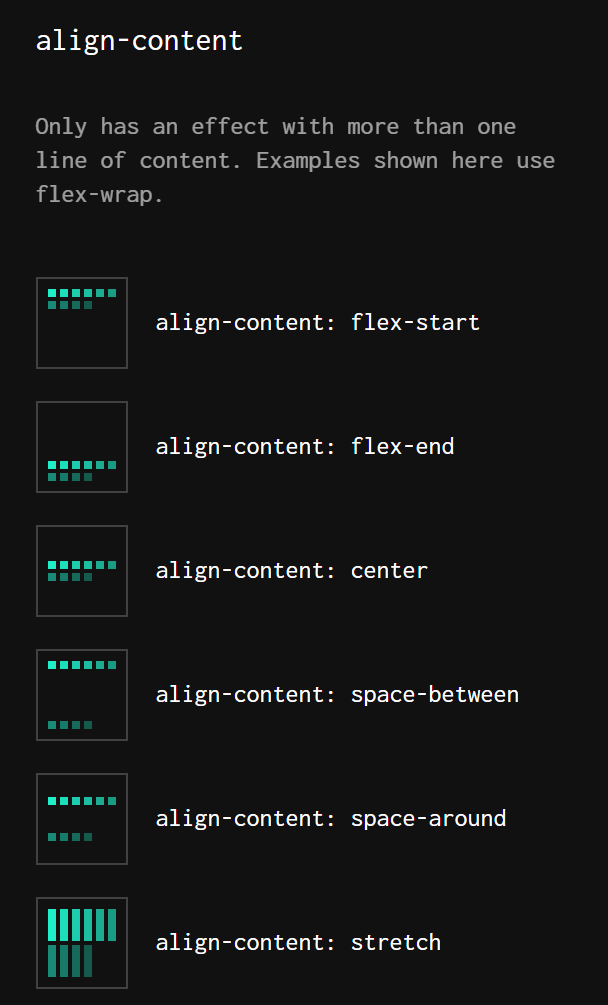 align-content
Only has an effect with more than one
line of content. Examples shown here use
flex-wrap.
align-content: flex-start
align-content: flex-end
align-content: center
align-content: space-between
align-content: space-around
align-content: stretch